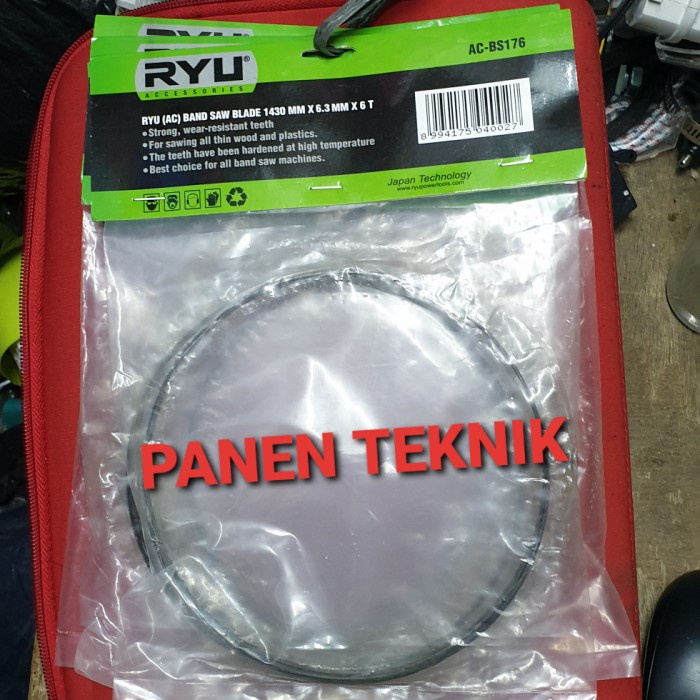 RYU
RYU®
ACCESSORIES
AC-BS176
RYU (AC) BAND SAW BLADE 1430 MM X 6.3 MM X 6 T
•Strong, wear-resistant teeth
•For sawing all thin wood and plastics.
•The teeth have been hardened at high temperature
•Best choice for all band saw machines.
8 994175 040027
Japan Technology
www.ryupowertools.com
PANEN TEKNIK